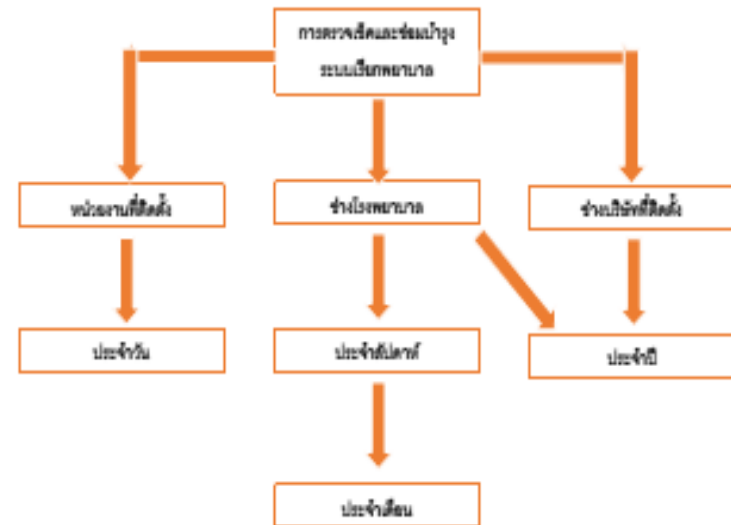 การตรวจเช็คและซ่อมบำรุง
ระบบเรียกพยาบาล
หน่วยงานที่ติดตั้ง
ช่างโรงพยาบาล
ช่างบริษัทที่ติดตั้ง
ประจำวัน
ประจำสัปดาห์
ประจำปี
ประจำเดือน